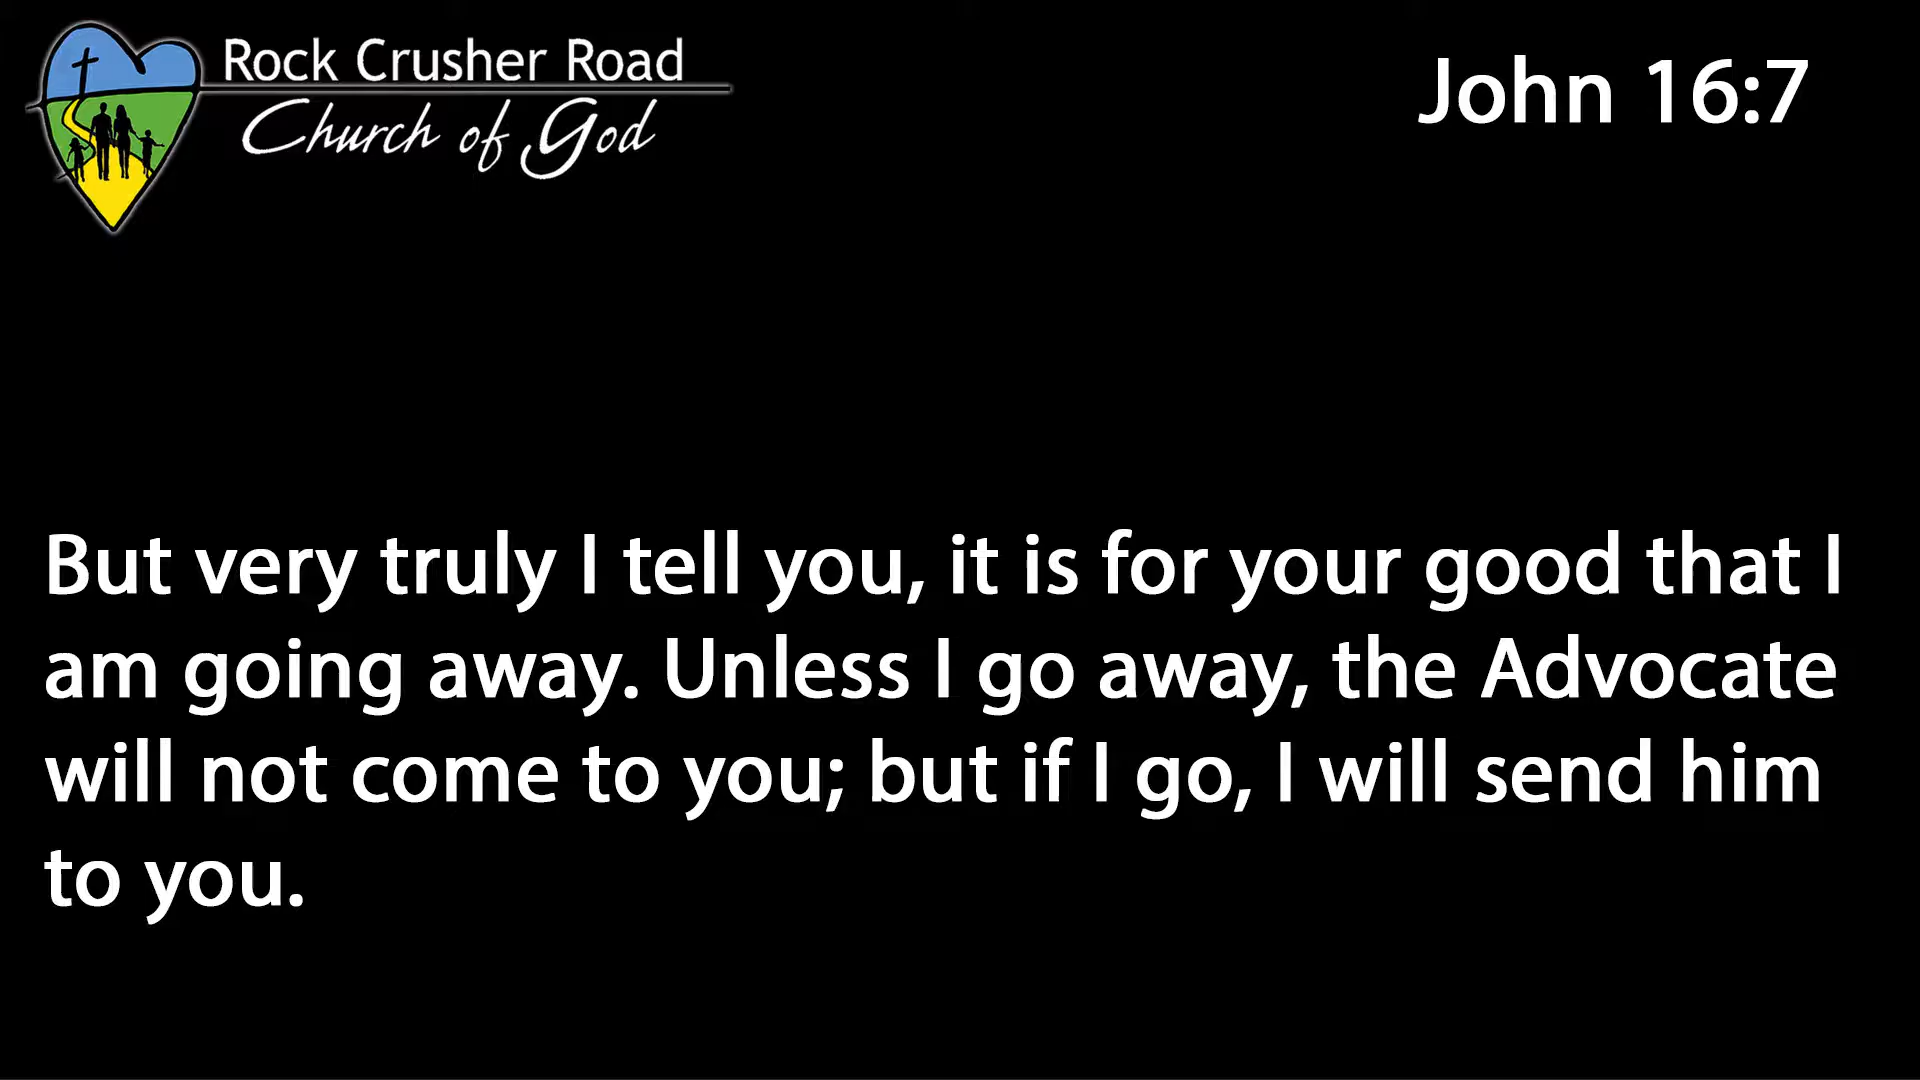 Rock Crusher Road
Church of God
John 16:7
But very truly I tell you, it is for your good that I
am going away. Unless I go away, the Advocate
will not come to you; but if I go, I will send him
to you.